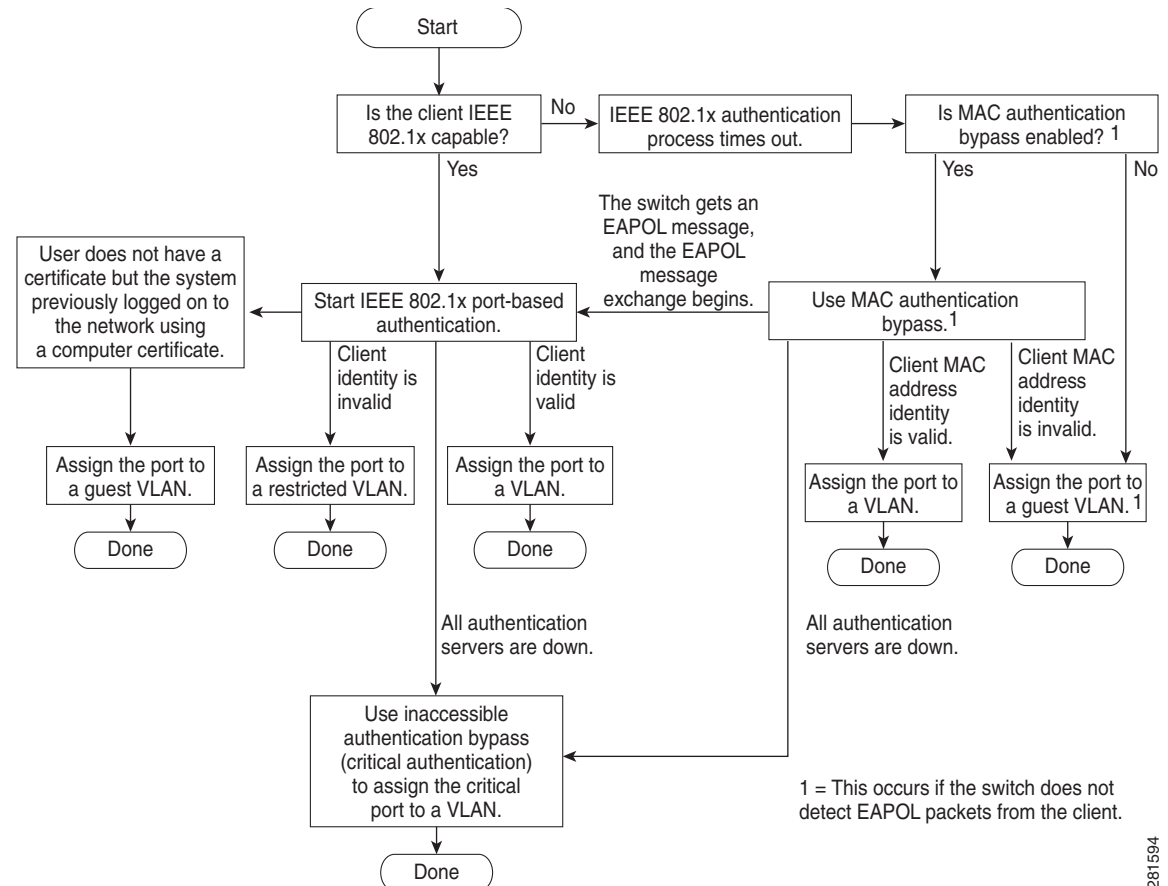 Start
Is the client IEEE
802.1x capable?
No
IEEE 802.1x authentication
process times out.
Is MAC authentication
bypass enabled? 1
Yes
Yes
No
The switch gets an
EAPOL message,
and the EAPOL
message
exchange begins.
User does not have a
certificate but the system
previously logged on to
the network using
a computer certificate.
Start IEEE 802.1x port-based
authentication.
Use MAC authentication
bypass.1
Client
identity is
invalid
Client
identity is
valid
Client MAC
address
identity
is valid.
Client MAC
address
identity
is invalid.
Assign the port to
a guest VLAN.
Assign the port to
a restricted VLAN.
Assign the port to
a VLAN.
Assign the port to
a VLAN.
Assign the port to
a guest VLAN.1
Done
Done
Done
Done
Done
All authentication
servers are down.
All authentication
servers are down.
Use inaccessible
authentication bypass
(critical authentication)
to assign the critical
port to a VLAN.
1 = This occurs if the switch does not
detect EAPOL packets from the client.
Done
281594